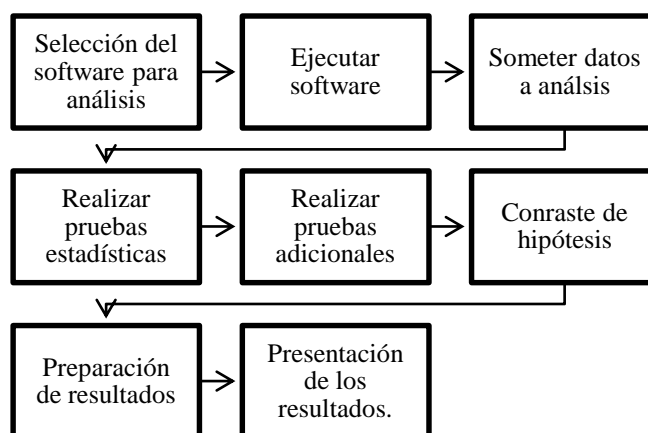 Selección del
software para
análisis
Ejecutar
software
Someter datos
a análsis
Realizar
pruebas
estadísticas
Realizar
pruebas
adicionales
Conraste de
hipótesis
Preparación
de resultados
Presentación
de los
resultados.